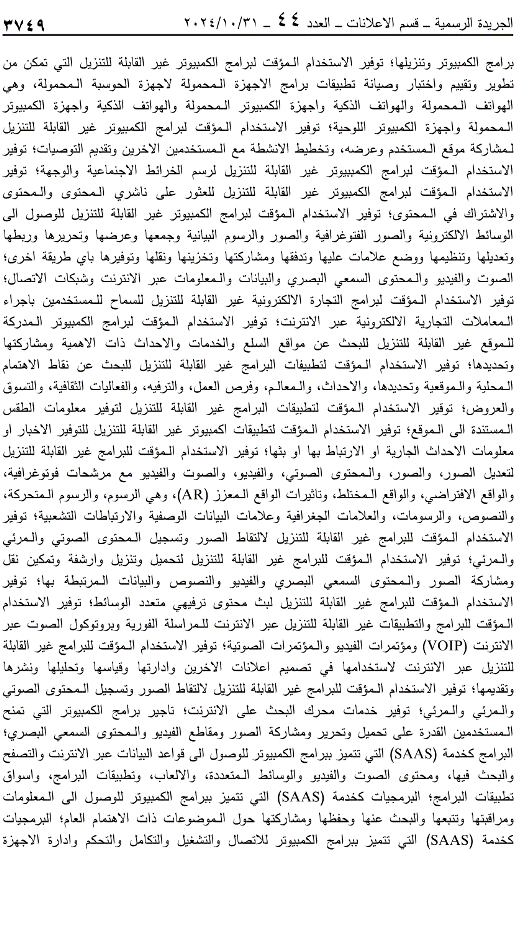 الجريدة الرسمية ــ قسم الاعلانات ــ العدد ٤٤ ــ ٢٠٢٤/١٠/٣١ ٣٧٤٩
برامج الكمبيوتر وتنزيلها؛ توفير الاستخدام المؤقت لبرامج الكمبيوتر غير القابلة للتنزيل التي تمكن من
تطوير وتقييم واختبار وصيانة تطبيقات برامج الاجهزة المحمولة لاجهزة الحوسبة المحمولة، وهي
الهواتف المحمولة والهواتف الذكية واجهزة الكمبيوتر المحمولة والهواتف الذكية واجهزة الكمبيوتر
المحمولة واجهزة الكمبيوتر اللوحية؛ توفير الاستخدام المؤقت لبرامج الكمبيوتر غير القابلة للتنزيل
لمشاركة موقع المستخدم وعرضه، وتخطيط الانشطة مع المستخدمين الاخرين وتقديم التوصيات؛ توفير
الاستخدام المؤقت لبرامج الكمبيوتر غير القابلة للتنزيل لرسم الخرائط الاجتماعية والوجهة؛ توفير
الاستخدام المؤقت لبرامج الكمبيوتر غير القابلة للتنزيل للعثور على ناشري المحتوى والمحتوى
والاشتراك في المحتوى؛ توفير الاستخدام المؤقت لبرامج الكمبيوتر غير القابلة للتنزيل للوصول الى
الوسائط الالكترونية والصور الفتوغرافية والصور والرسوم البيانية وجمعها وعرضها وتحريرها وربطها
وتعديلها وتنظيمها ووضع علامات عليها وتدفقها ومشاركتها وتخزينها ونقلها وتوفيرها باي طريقة اخرى؛
الصوت والفيديو والمحتوى السمعي البصري والبيانات والمعلومات عبر الانترنت وشبكات الاتصال؛
توفير الاستخدام المؤقت لبرامج التجارة الالكترونية غير القابلة للتنزيل للسماح للمستخدمين باجراء
المعاملات التجارية الالكترونية عبر الانترنت؛ توفير الاستخدام المؤقت لبرامج الكمبيوتر المدركة
للموقع غير القابلة للتنزيل للبحث عن مواقع السلع والخدمات والاحداث ذات الاهمية ومشاركتها
وتحديدها؛ توفير الاستخدام المؤقت لتطبيقات البرامج غير القابلة للتنزيل للبحث عن نقاط الاهتمام
المحلية والموقعية وتحديدها، والاحداث، والمعالم، وفرص العمل، والترفيه، والفعاليات الثقافية، والتسوق
والعروض؛ توفير الاستخدام المؤقت لتطبيقات البرامج غير القابلة للتنزيل لتوفير معلومات الطقس
المستندة الى الموقع؛ توفير الاستخدام المؤقت لتطبيقات اكمبيوتر غير القابلة للتنزيل للتوفير الاخبار او
معلومات الاحداث الجارية او الارتباط بها او بثها؛ توفير الاستخدام المؤقت للبرامج غير القابلة للتنزيل
لتعديل الصور، والصور، والمحتوى الصوتي، والفيديو، والصوت والفيديو مع مرشحات فوتوغرافية،
والواقع الافتراضي، والواقع المختلط، وتاثيرات الواقع المعزز (AR)، وهي الرسوم، والرسوم المتحركة،
والنصوص، والرسومات، والعلامات الجغرافية وعلامات البيانات الوصفية والارتباطات التشعبية؛ توفير
الاستخدام المؤقت للبرامج غير القابلة للتنزيل لالتقاط الصور وتسجيل المحتوى الصوتي والمرئي
والمرئي؛ توفير الاستخدام المؤقت للبرامج غير القابلة للتنزيل لتحميل وتنزيل وارشفة وتمكين نقل
ومشاركة الصور والمحتوى السمعي البصري والفيديو والنصوص والبيانات المرتبطة بها؛ توفير
الاستخدام المؤقت للبرامج غير القابلة للتنزيل لبث محتوى ترفيهي متعدد الوسائط؛ توفير الاستخدام
المؤقت للبرامج والتطبيقات غير القابلة للتنزيل عبر الانترنت للمراسلة الفورية وبروتوكول الصوت عبر
الانترنت (VOIP) ومؤتمرات الفيديو والمؤتمرات الصوتية؛ توفير الاستخدام المؤقت للبرامج غير القابلة
للتنزيل عبر الانترنت لاستخدامها في تصميم اعلانات الاخرين وادارتها وقياسها وتحليلها ونشرها
وتقديمها؛ توفير الاستخدام المؤقت للبرامج غير القابلة للتنزيل لالتقاط الصور وتسجيل المحتوى الصوتي
والمرئي والمرئي؛ توفير خدمات محرك البحث على الانترنت؛ تاجير برامج الكمبيوتر التي تمنح
المستخدمين القدرة على تحميل وتحرير ومشاركة الصور ومقاطع الفيديو والمحتوى السمعي البصري؛
البرامج كخدمة (SAAS) التي تتميز ببرامج الكمبيوتر للوصول الى قواعد البيانات عبر الانترنت والتصفح
والبحث فيها، ومحتوى الصوت والفيديو والوسائط المتعددة، والالعاب، وتطبيقات البرامج، واسواق
تطبيقات البرامج؛ البرمجيات كخدمة (SAAS) التي تتميز ببرامج الكمبيوتر للوصول الى المعلومات
ومراقبتها وتتبعها والبحث عنها وحفظها ومشاركتها حول الموضوعات ذات الاهتمام العام؛ البرمجيات
كخدمة (SAAS) التي تتميز ببرامج الكمبيوتر للاتصال والتشغيل والتكامل والتحكم وادارة الاجهزة